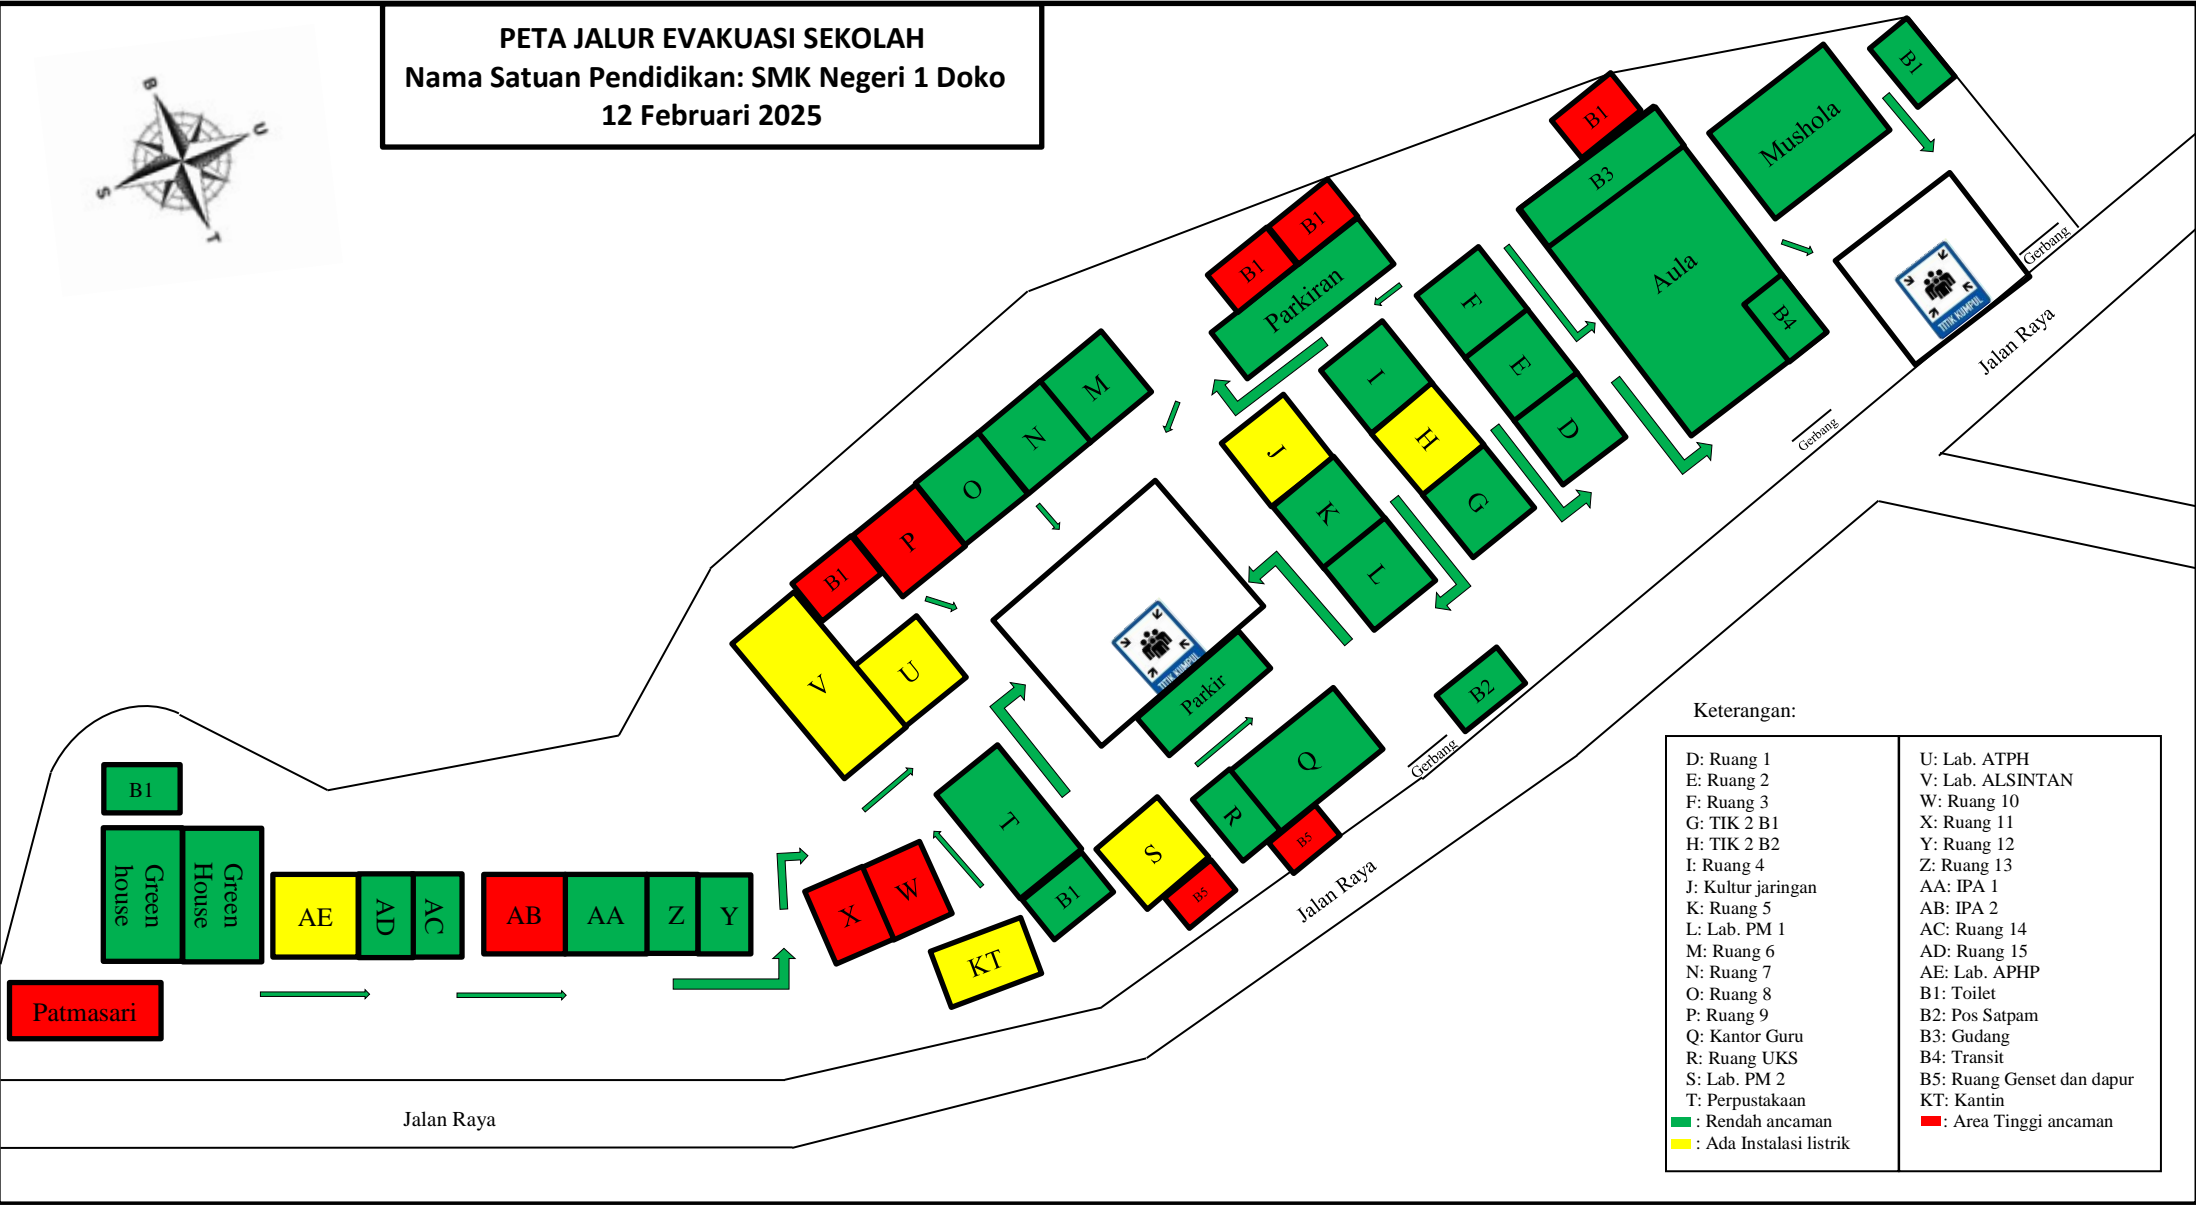 PETA JALUR EVAKUASI SEKOLAH
Nama Satuan Pendidikan: SMK Negeri 1 Doko
12 Februari 2025
B
U
S
T
B1
Mushola
B1
B3
Aula
B4
TITIK KUMPUL
Gerbang
Jalan Raya
Gerbang
B1
B1
Parkiran
F
E
D
I
H
G
J
K
L
M
N
O
P
B1
V
U
TITIK KUMPUL
Parkir
B2
Gerbang
Q
R
B5
S
B5
T
B1
Jalan Raya
X
W
KT
B1
Green
house
Green
House
AE
AD
AC
AB
AA
Z
Y
Patmasari
Jalan Raya
Keterangan:
D: Ruang 1
E: Ruang 2
F: Ruang 3
G: TIK 2 B1
H: TIK 2 B2
I: Ruang 4
J: Kultur jaringan
K: Ruang 5
L: Lab. PM 1
M: Ruang 6
N: Ruang 7
O: Ruang 8
P: Ruang 9
Q: Kantor Guru
R: Ruang UKS
S: Lab. PM 2
T: Perpustakaan
: Rendah ancaman
: Ada Instalasi listrik
U: Lab. ATPH
V: Lab. ALSINTAN
W: Ruang 10
X: Ruang 11
Y: Ruang 12
Z: Ruang 13
AA: IPA 1
AB: IPA 2
AC: Ruang 14
AD: Ruang 15
AE: Lab. APHP
B1: Toilet
B2: Pos Satpam
B3: Gudang
B4: Transit
B5: Ruang Genset dan dapur
KT: Kantin
: Area Tinggi ancaman